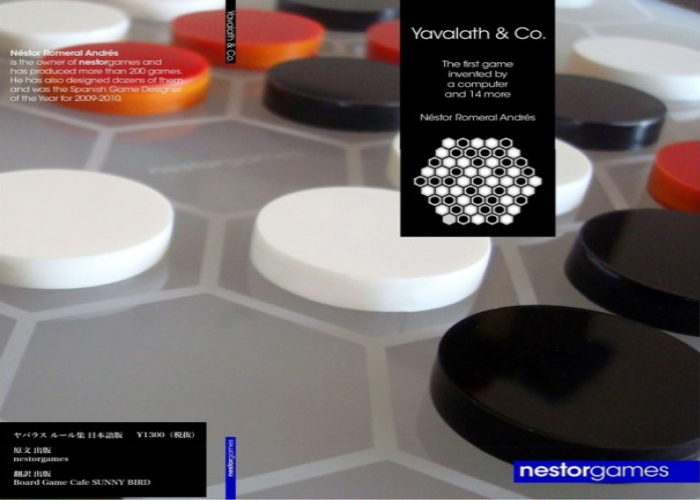 Néstor Romeral Andrés
is the owner of nestorgames and
has produced more than 200 games.
He has also designed dozens of them
and was the Spanish Game Designer
of the Year for 2009-2010.
Yavalath & Co.
Yavalath & Co.
The first game
invented by
a computer
and 14 more
Néstor Romeral Andrés
ヤバラス ルール集 日本語版 ¥1300（税抜）
原文 出版
nestorgames
翻訳 出版
Board Game Cafe SUNNY BIRD
nestorgames
nestorgames